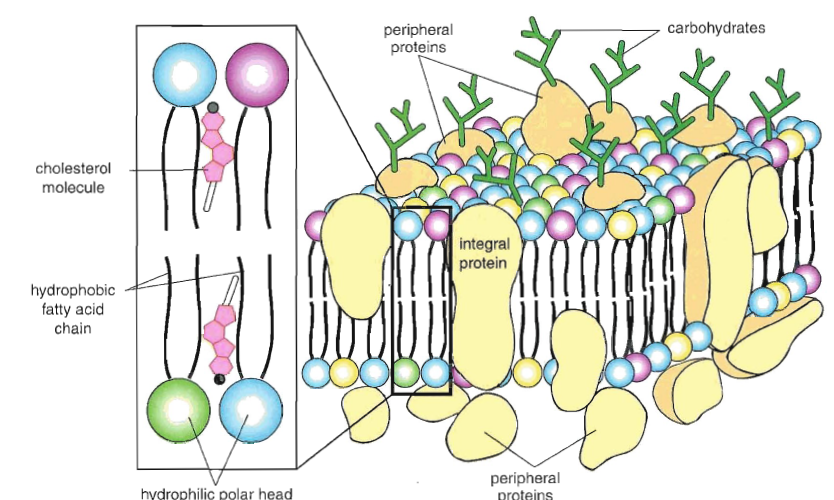 peripheral
proteins
carbohydrates
cholesterol
molecule
integral
protein
hydrophobic
fatty acid
chain
hydrophilic polar head
peripheral
proteins